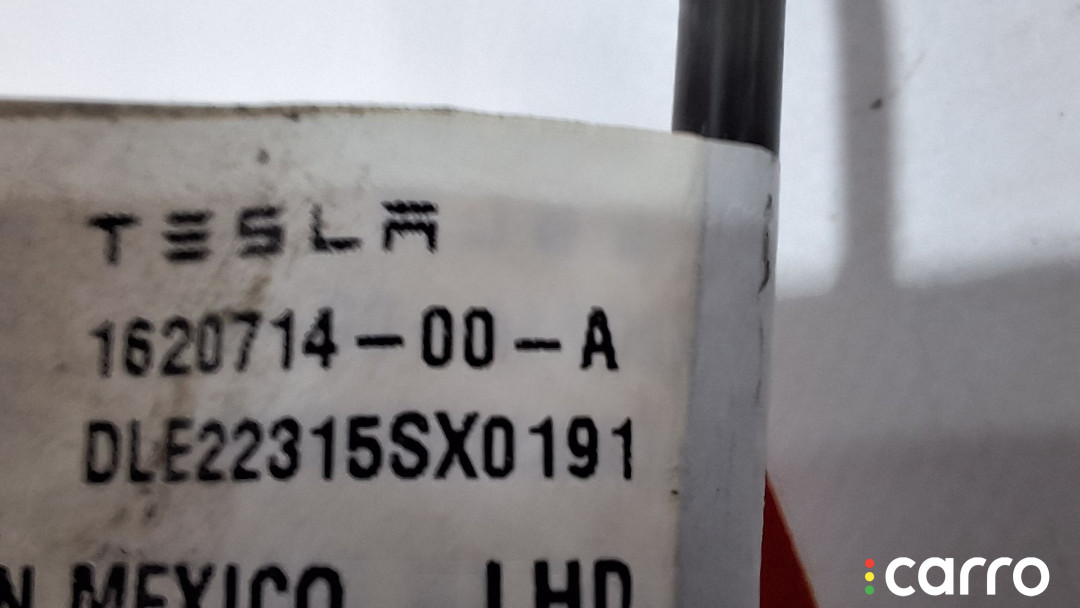 TESLA
1620714-00-A
DLE22315SX0191
N MEXICO LHD
carro